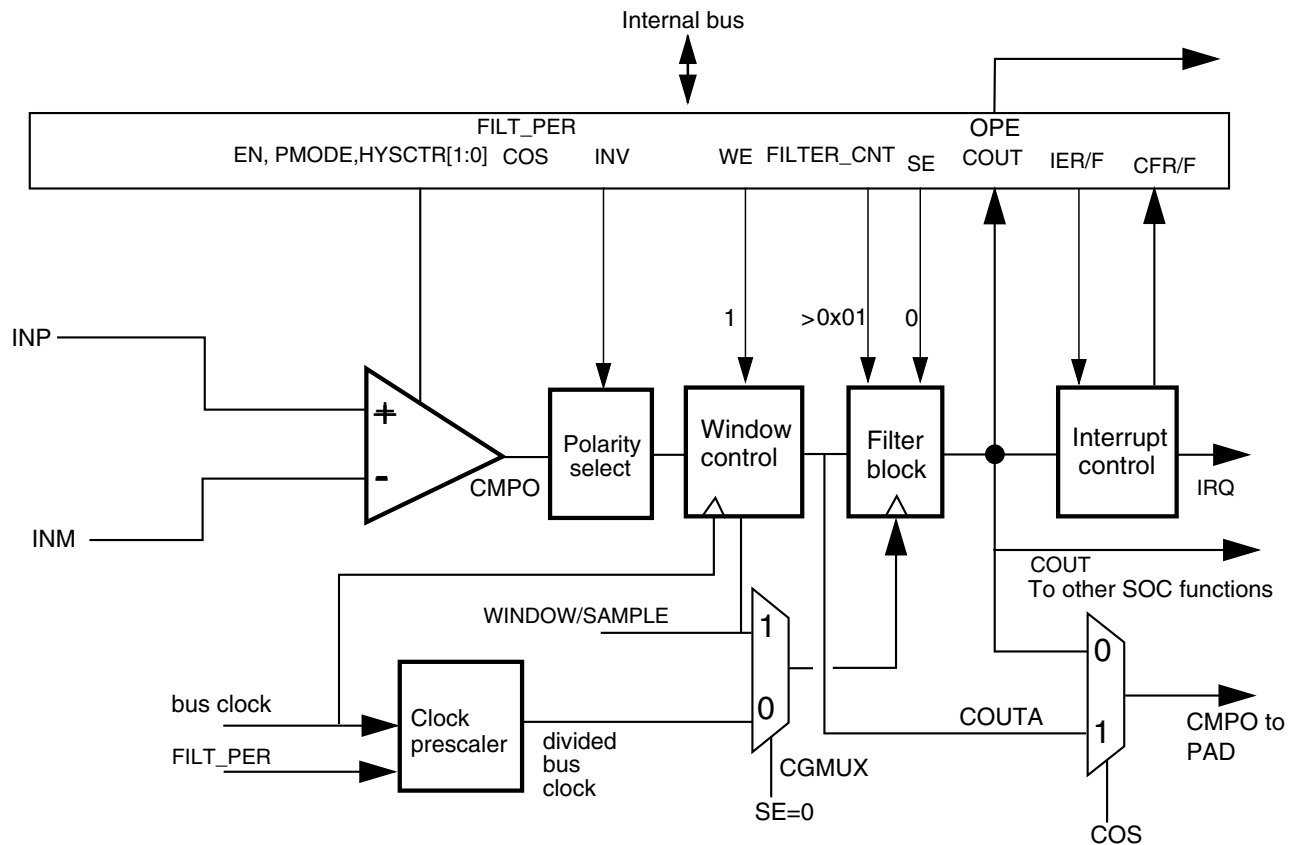 Internal bus
FILT_PER
OPE
EN, PMODE,HYSCTR[1:0]
COS
INV
WE
FILTER_CNT
SE
COUT
IER/F
CFR/F
1
>0x01
0
INP
+
-
INM
CMPO
Polarity
select
Window
control
Filter
block
Interrupt
control
IRQ
COUT
To other SOC functions
WINDOW/SAMPLE
1
0
CGMUX
SE=0
bus clock
FILT_PER
Clock
prescaler
divided
bus
clock
COUTA
0
1
CMPO to
PAD
COS